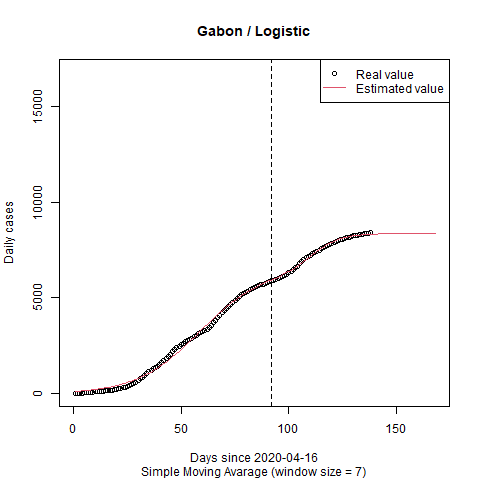 Gabon / Logistic
Real value
Estimated value
Daily cases
15000
10000
5000
0
0 50 100 150
Days since 2020-04-16
Simple Moving Avarage (window size = 7)